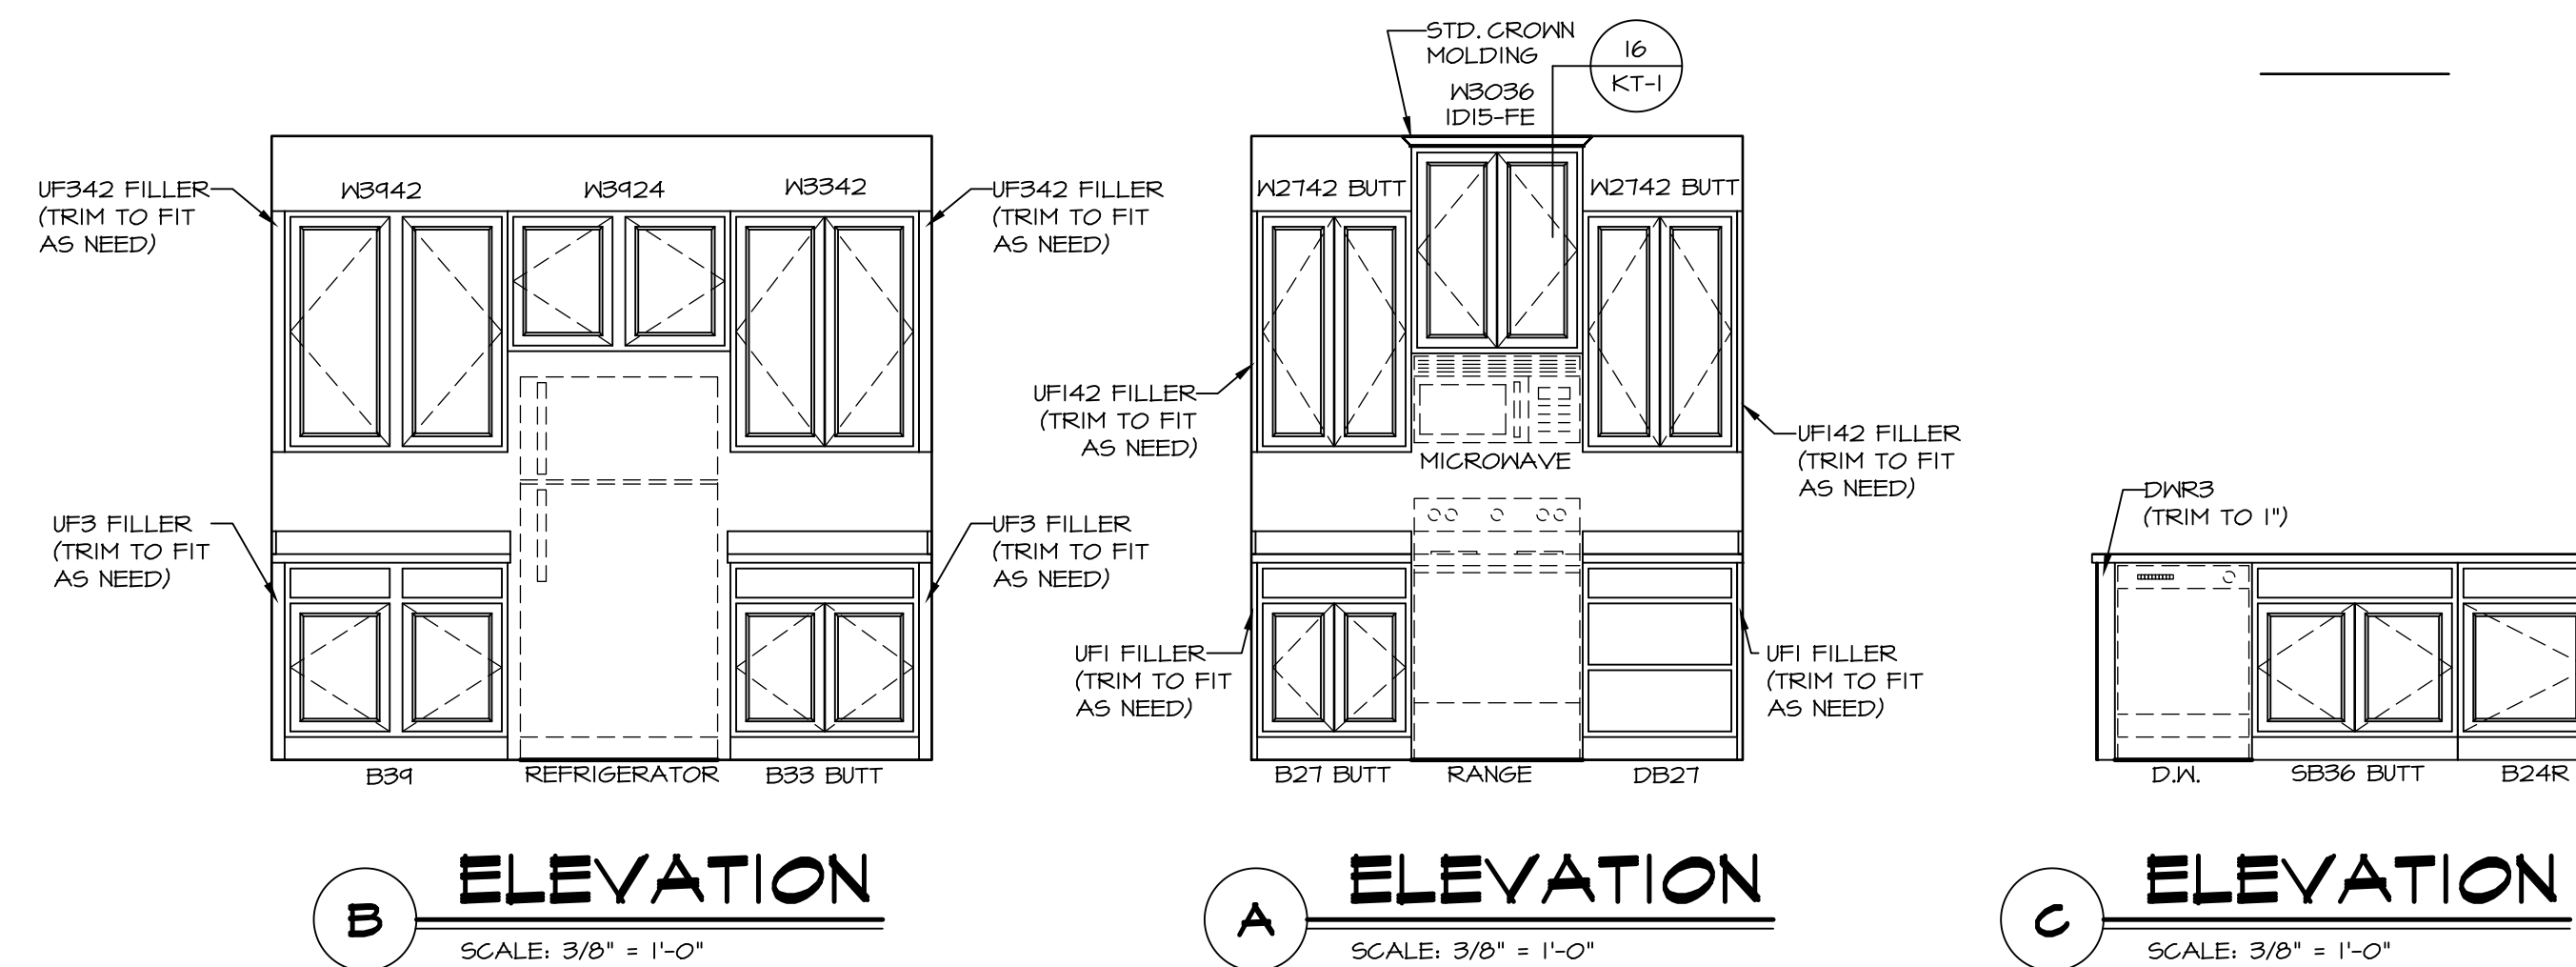 UF342 FILLER
(TRIM TO FIT
AS NEED)
W3942
W3924
W3342
UF342 FILLER
(TRIM TO FIT
AS NEED)
UF3 FILLER
(TRIM TO FIT
AS NEED)
UF3 FILLER
(TRIM TO FIT
AS NEED)
B39
REFRIGERATOR
B33 BUTT
B
ELEVATION
SCALE: 3/8" = 1'-0"
STD. CROWN
MOLDING
16
KT-1
W3036
1D15-FE
W2742 BUTT
W2742 BUTT
UF142 FILLER
(TRIM TO FIT
AS NEED)
MICROWAVE
UF142 FILLER
(TRIM TO FIT
AS NEED)
UF1 FILLER
(TRIM TO FIT
AS NEED)
UF1 FILLER
(TRIM TO FIT
AS NEED)
B27 BUTT
RANGE
DB27
A
ELEVATION
SCALE: 3/8" = 1'-0"
DWR3
(TRIM TO 1")
D.W.
SB36 BUTT
B24R
C
ELEVATION
SCALE: 3/8" = 1'-0"